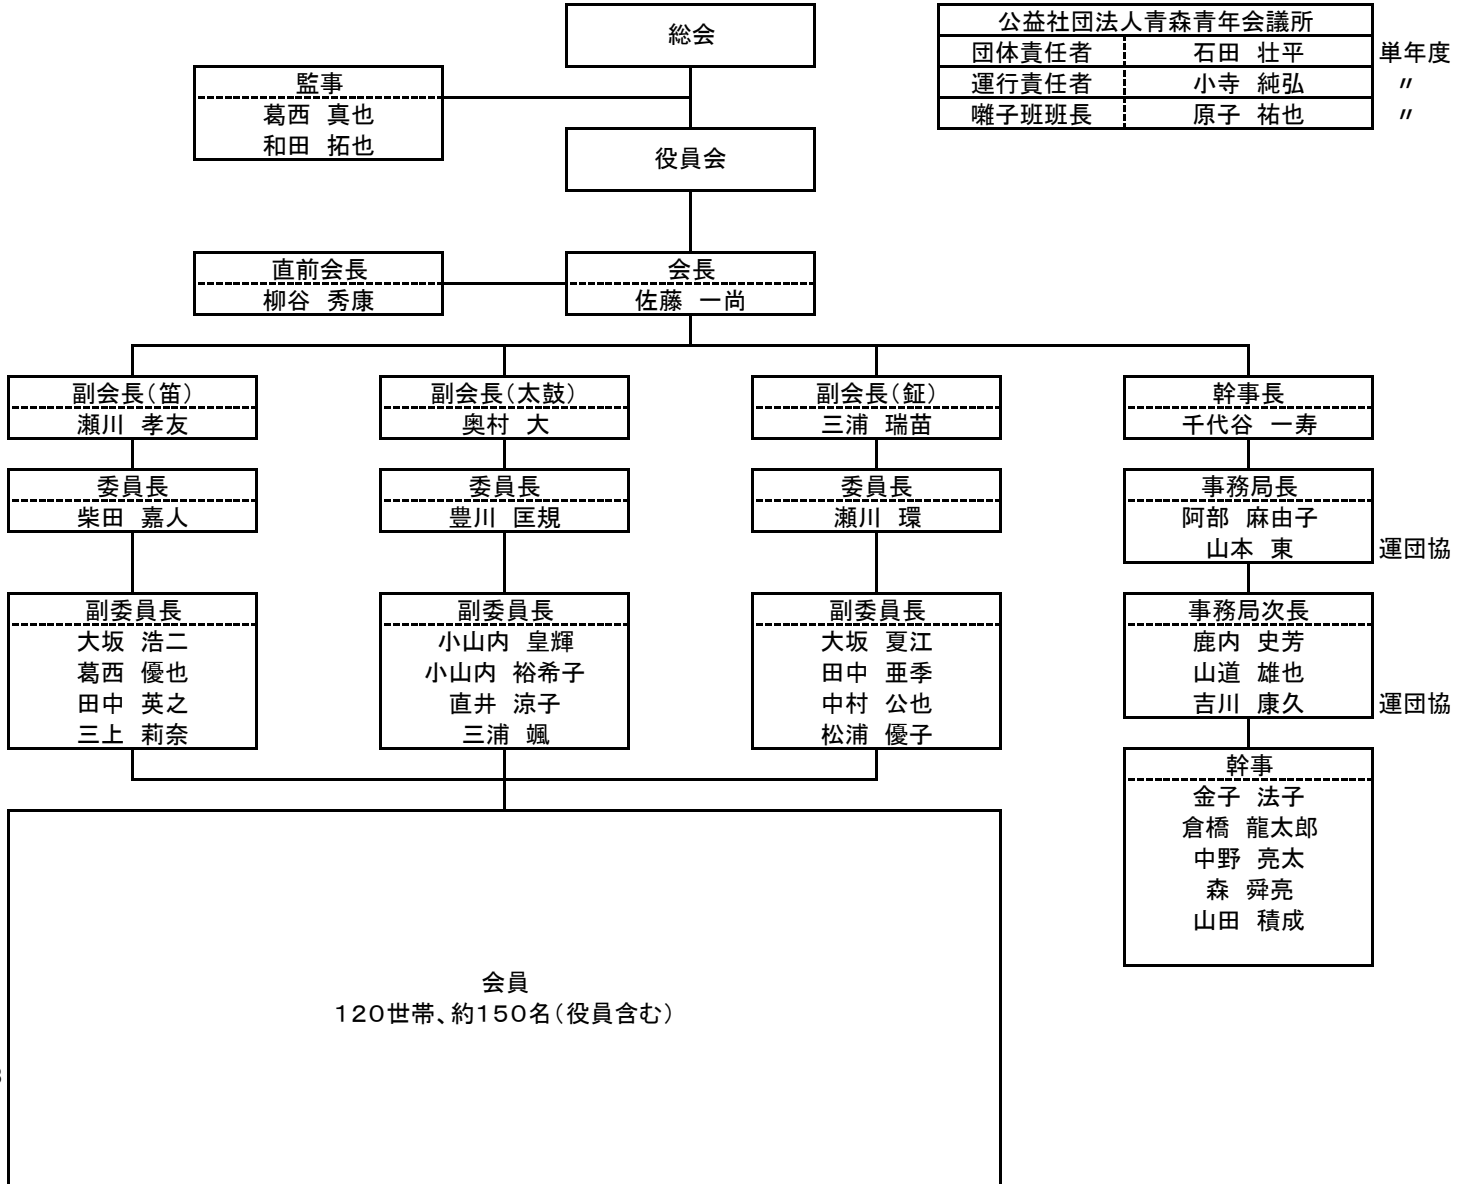 総会
公益社団法人青森青年会議所
団体責任者 石田 壮平 単年度
運行責任者 小寺 純弘 〃
囃子班班長 原子 祐也 〃
監事
葛西 真也
和田 拓也
役員会
直前会長
柳谷 秀康
会長
佐藤 一尚
副会長(笛)
瀬川 孝友
副会長(太鼓)
奥村 大
副会長(鉦)
三浦 瑞苗
幹事長
千代谷 一寿
委員長
柴田 嘉人
委員長
豊川 匡規
委員長
瀬川 環
事務局長
阿部 麻由子
山本 東 運団協
副委員長
大坂 浩二
葛西 優也
田中 英之
三上 莉奈
副委員長
小山内 皇輝
小山内 裕希子
直井 涼子
三浦 颯
副委員長
大坂 夏江
田中 亜季
中村 公也
松浦 優子
事務局次長
鹿内 史芳
山道 雄也
吉川 康久 運団協
幹事
金子 法子
倉橋 龍太郎
中野 亮太
森 舜亮
山田 積成
会員
120世帯、約150名(役員含む)